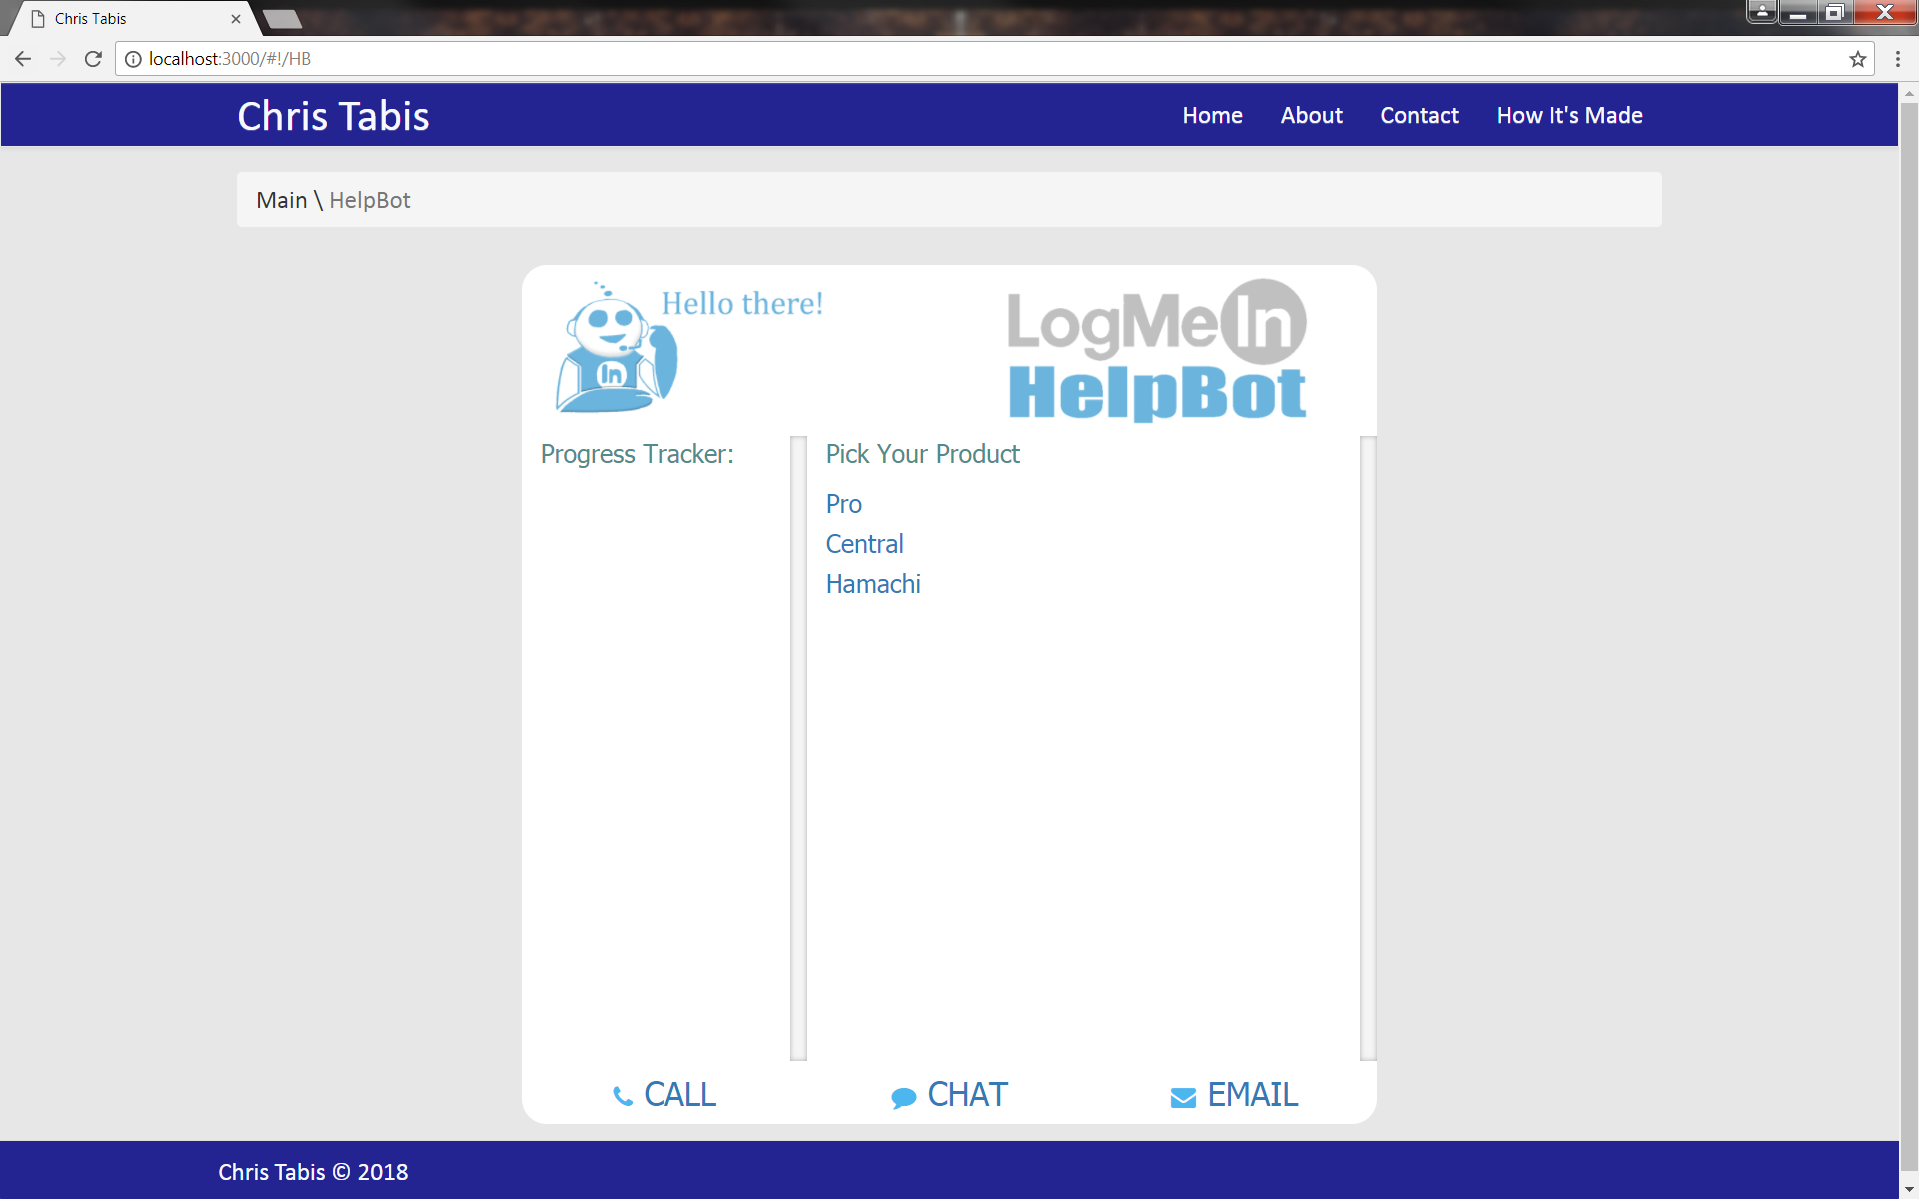 Chris Tabis
localhost:3000/#!/HB
Chris Tabis
Home About Contact How It's Made
Main \ HelpBot
Hello there!
In
LogMeIn
HelpBot
Progress Tracker:
Pick Your Product
Pro
Central
Hamachi
CALL CHAT EMAIL
Chris Tabis © 2018